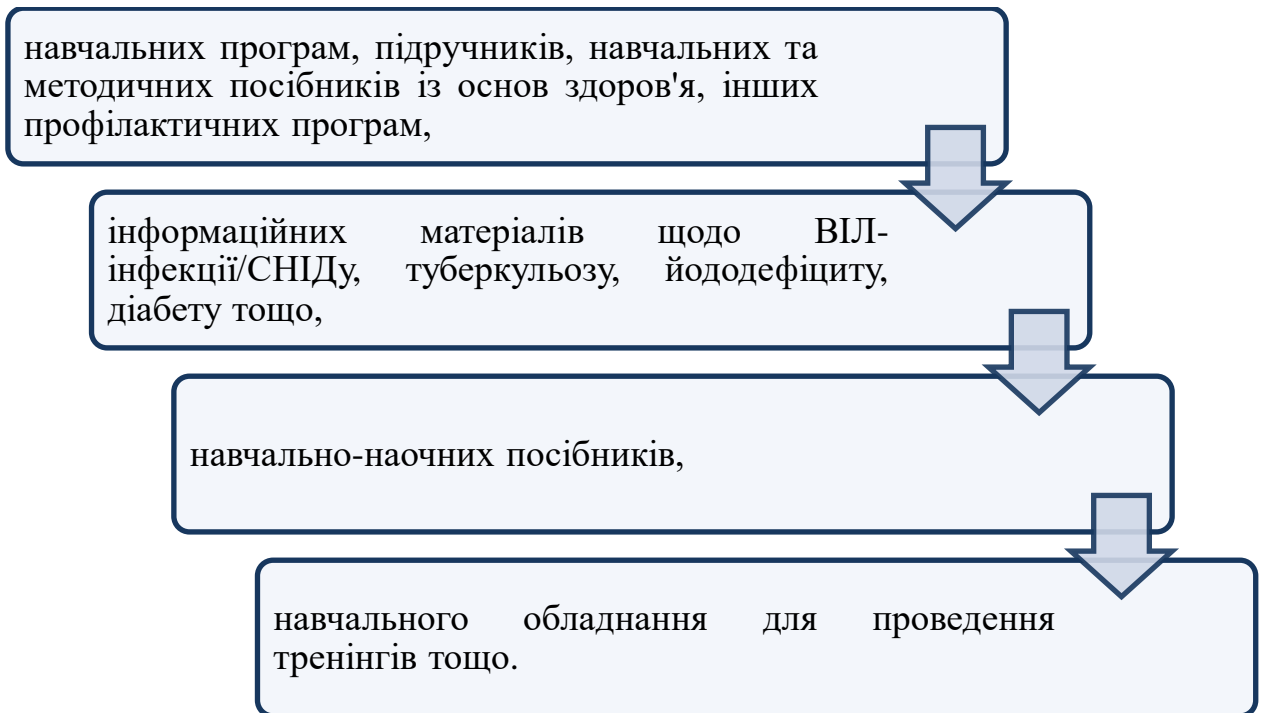 навчальних програм, підручників, навчальних та
методичних посібників із основ здоров'я, інших
профілактичних програм,
інформаційних матеріалів щодо ВІЛ-
інфекції/СНІДу, туберкульозу, йододефіциту,
діабету тощо,
навчально-наочних посібників,
навчального обладнання для проведення
тренінгів тощо.